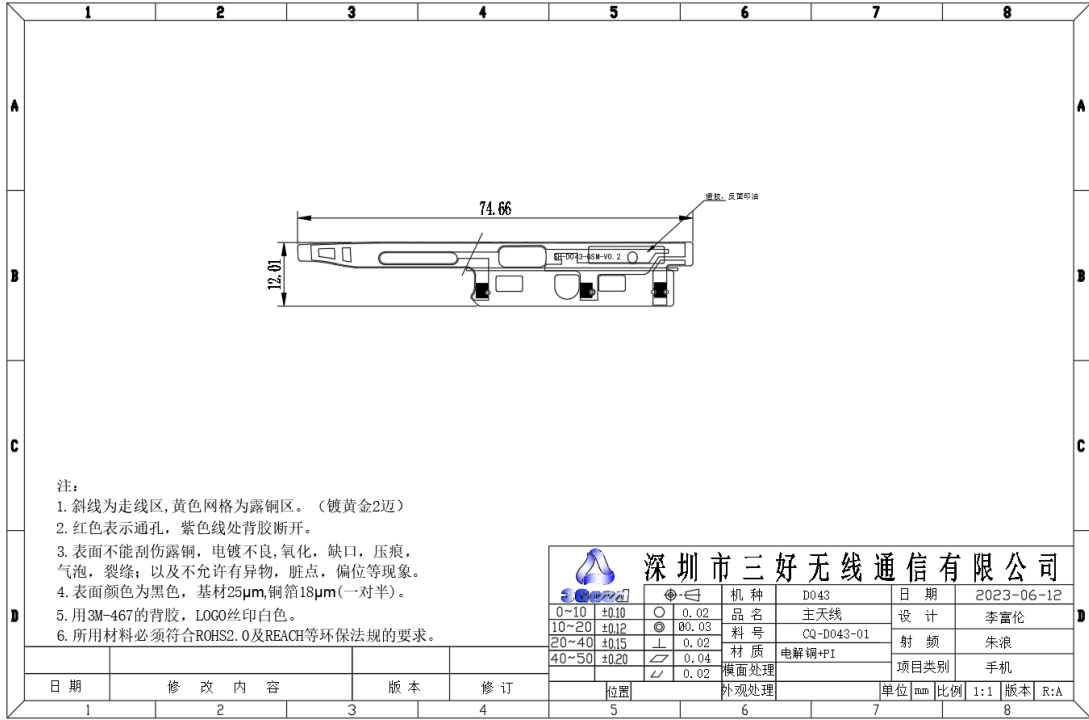 1 2 3 4 5 6 7 8
A A
74.66
反面印油
SH-D043-GSM-V0.2
12.01
B B
C C
注：
1. 斜线为走线区,黄色网格为露铜区。（镀黄金2迈）
2. 红色表示通孔，紫色线处背胶断开。
3. 表面不能刮伤露铜，电镀不良,氧化，缺口，压痕，
气泡，裂缘；以及不允许有异物，脏点，偏位等现象。
4. 表面颜色为黑色，基材25μm,铜箔18μm(一对半)。
5. 用3M-467的背胶，LOGO丝印白色。
6. 所用材料必须符合ROHS2.0及REACH等环保法规的要求。
D D
3Good
深圳市三好无线通信有限公司
机 种 D043 日 期 2023-06-12
0~10 ±0.10 0.02 品 名 主天线 设 计 李富伦
10~20 ±0.12 Ø0.03 料 号 CQ-D043-01
20~40 ±0.15 0.02 射 频 朱浪
40~50 ±0.20 0.04 材 质 电解铜+PI
0.02 模面处理 项目类别 手机
位置 外观处理 单位 mm 比例 1:1 版本 R:A
日 期 修 改 内 容 版 本 修 订
1 2 3 4 5 6 7 8